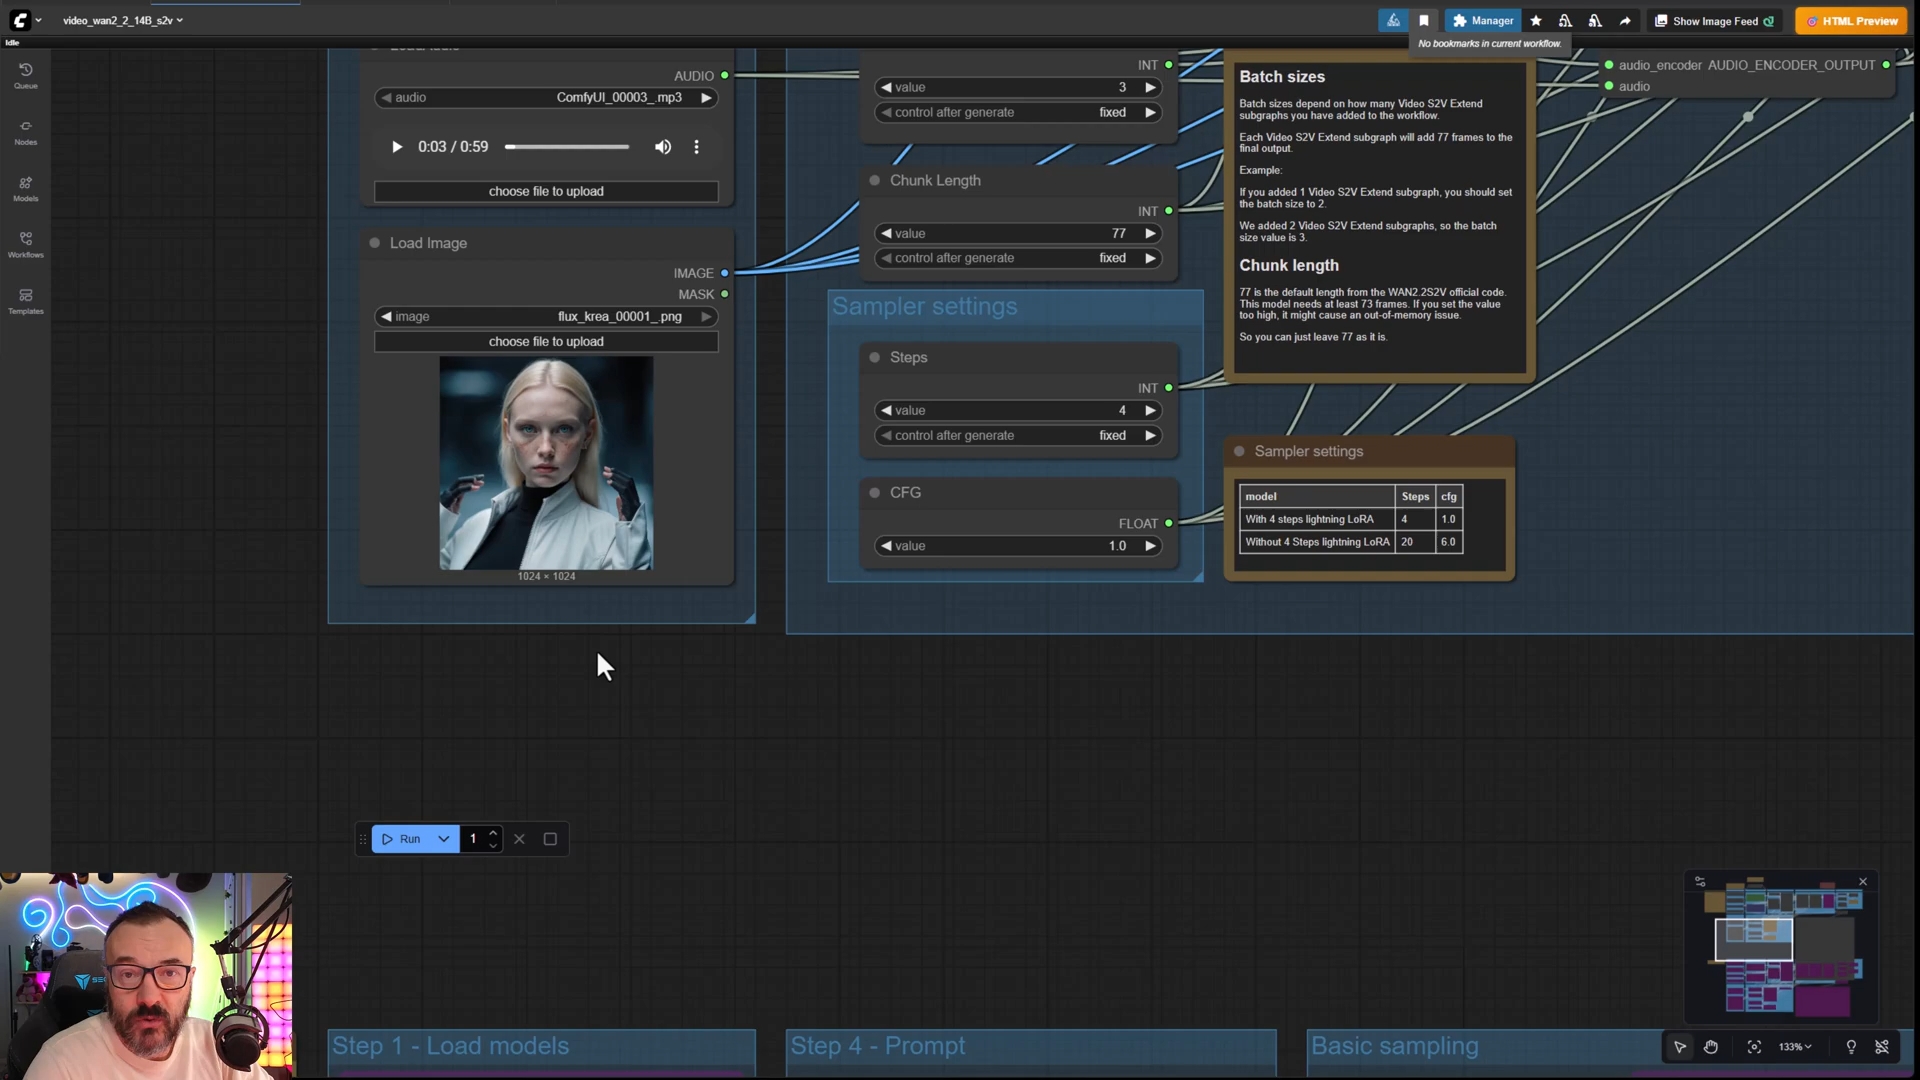 video_wan2_2_14B_s2v
Manager
Show Image Feed
HTML Preview
Idle
No bookmarks in current workflow.
Queue
Nodes
Models
Workflows
Templates
AUDIO
audio
ComfyUI_00003_.mp3
0:03 / 0:59
choose file to upload
Load Image
IMAGE
MASK
image
flux_krea_00001_.png
choose file to upload
1024 × 1024
INT
value
3
control after generate
fixed
Chunk Length
INT
value
77
control after generate
fixed
Sampler settings
Steps
INT
value
4
control after generate
fixed
CFG
FLOAT
value
1.0
Batch sizes
Batch sizes depend on how many Video S2V Extend
subgraphs you have added to the workflow.
Each Video S2V Extend subgraph will add 77 frames to the
final output.
Example:
If you added 1 Video S2V Extend subgraph, you should set
the batch size to 2.
We added 2 Video S2V Extend subgraphs, so the batch
size value is 3.
Chunk length
77 is the default length from the WAN2.2S2V official code.
This model needs at least 73 frames. If you set the value
too high, it might cause an out-of-memory issue.
So you can just leave 77 as it is.
Sampler settings
model Steps cfg
With 4 steps lightning LoRA 4 1.0
Without 4 Steps lightning LoRA 20 6.0
audio_encoder AUDIO_ENCODER_OUTPUT
audio
Run
1
Step 1 - Load models
Step 4 - Prompt
Basic sampling
133%